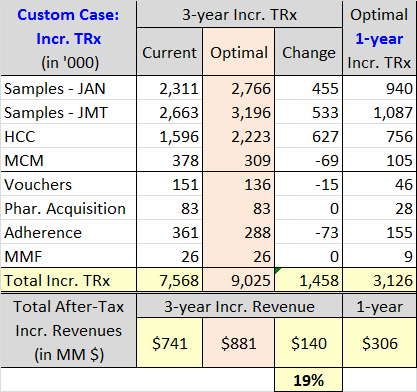 Custom Case: 3-year Incr. TRx Optimal
Incr. TRx 1-year
(in '000) Current Optimal Change Incr. TRx
Samples - JAN 2,311 2,766 455 940
Samples - JMT 2,663 3,196 533 1,087
HCC 1,596 2,223 627 756
MCM 378 309 -69 105
Vouchers 151 136 -15 46
Phar. Acquisition 83 83 0 28
Adherence 361 288 -73 155
MMF 26 26 0 9
Total Incr. TRx 7,568 9,025 1,458 3,126
Total After-Tax 3-year Incr. Revenue 1-year
Incr. Revenues $741 $881 $140 $306
(in MM $)
19%